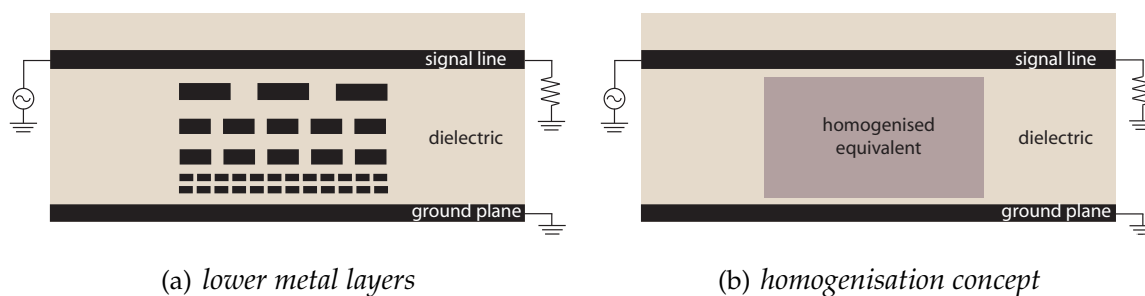 signal line
dielectric
ground plane
(a) lower metal layers
signal line
homogenised
equivalent
dielectric
ground plane
(b) homogenisation concept